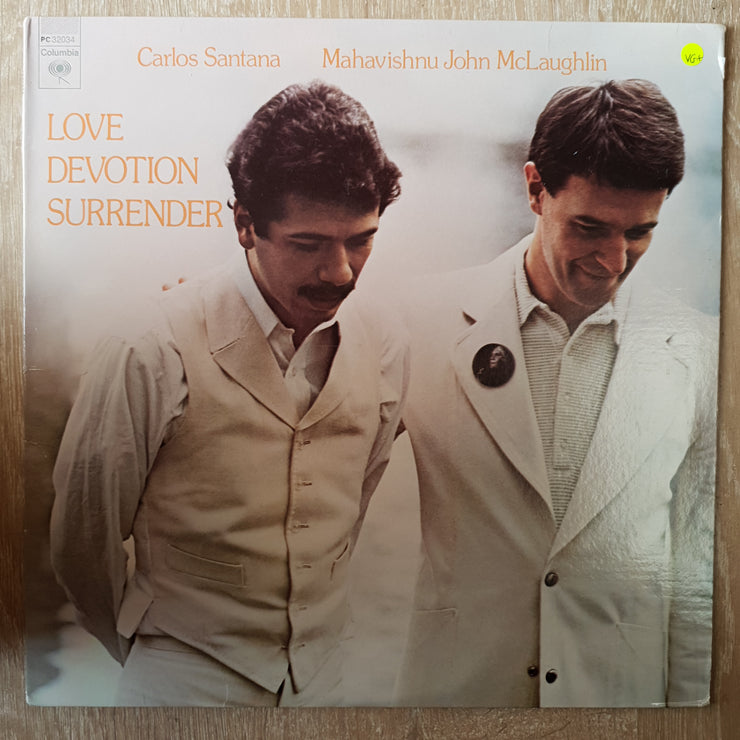 PC 32034
Columbia
Carlos Santana Mahavishnu John McLaughlin
VG+
LOVE
DEVOTION
SURRENDER